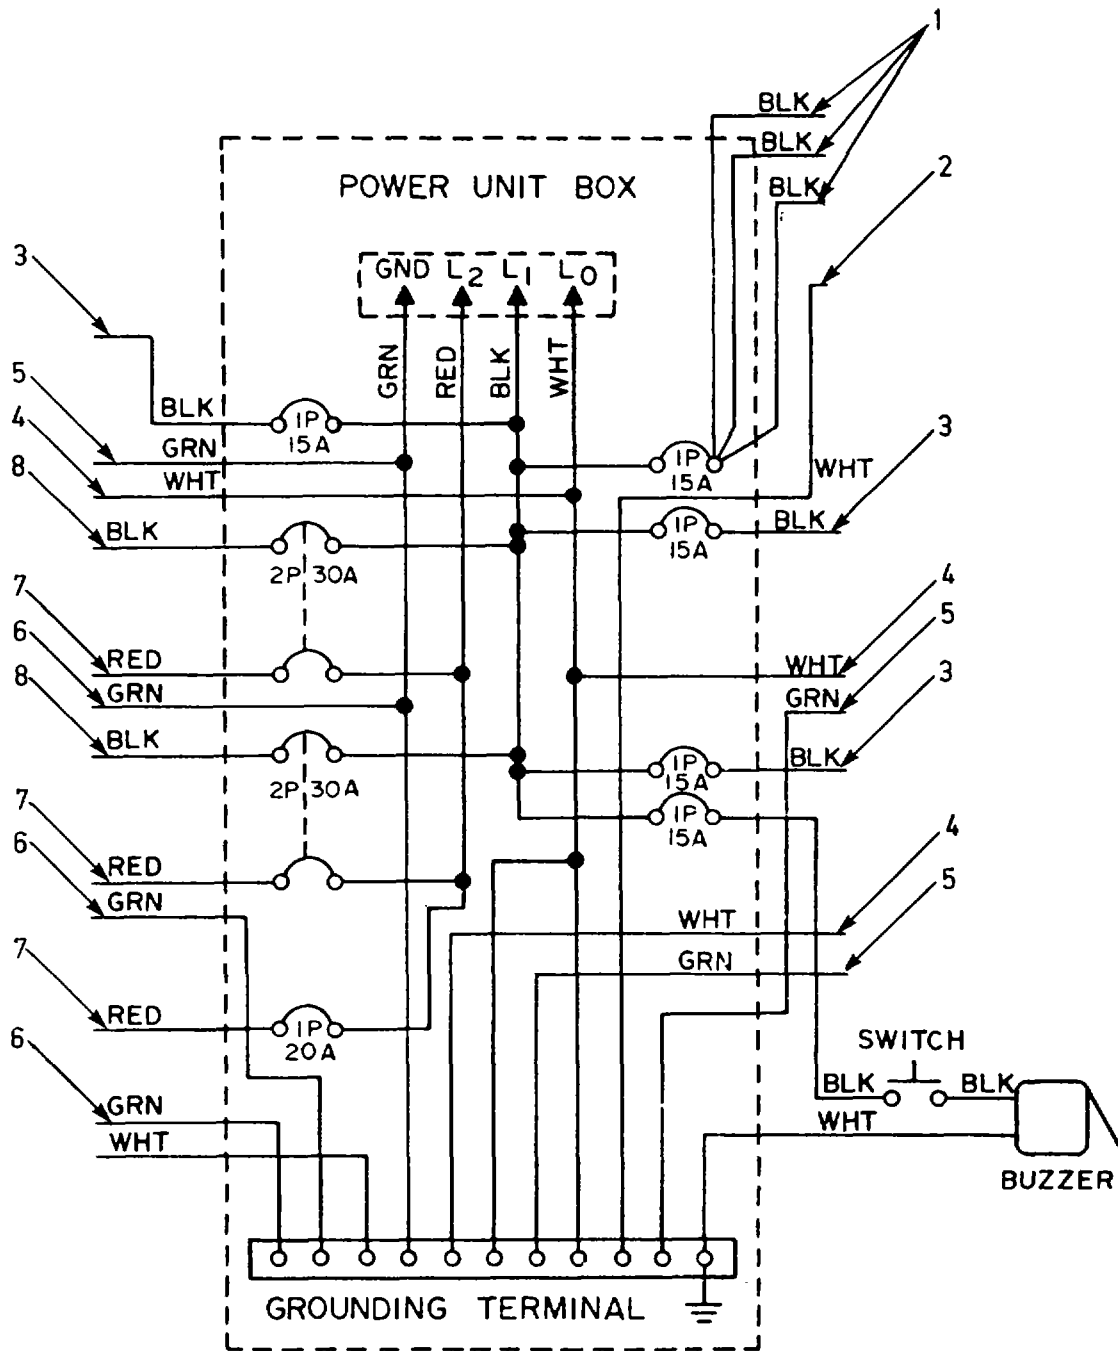 1
BLK
BLK
POWER UNIT BOX
BLK
2
3
GND L2 L1 L0
GRN RED BLK WHT
5
4
BLK
1P
15A
3
GRN
1P
15A
WHT
8
WHT
BLK
1P
15A
BLK
2P 30A
7
4
6
RED
5
WHT
8
GRN
GRN
3
BLK
1P
15A
BLK
2P 30A
1P
15A
7
4
6
RED
5
GRN
WHT
7
GRN
RED
1P
20A
6
SWITCH
BLK BLK
GRN
WHT
WHT
BUZZER
GROUNDING TERMINAL